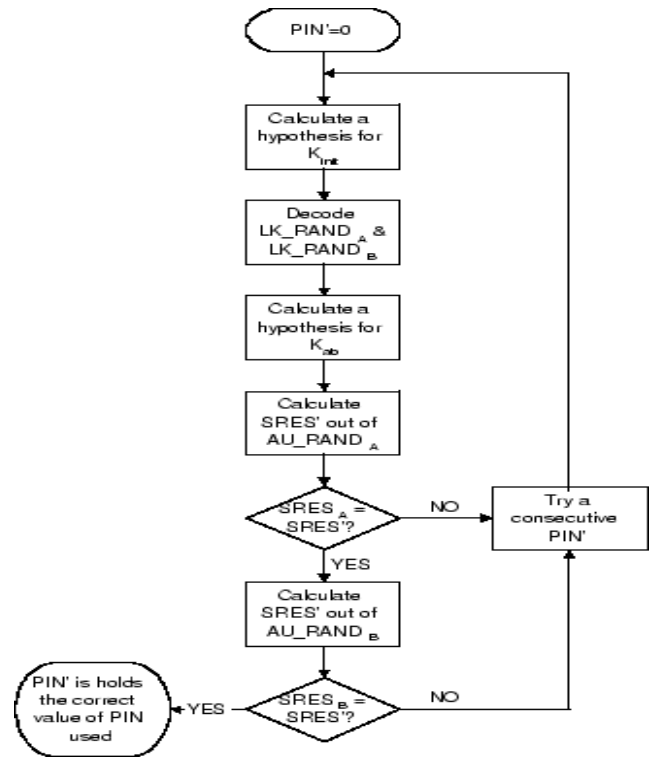 PIN'=0
Calculate a
hypothesis for
K init
Decode
LK_RAND A &
LK_RAND B
Calculate a
hypothesis for
K ab
Calculate
SRES' out of
AU_RAND A
SRES A =
SRES'?
NO
Try a
consecutive
PIN'
YES
Calculate
SRES' out of
AU_RAND B
PIN' is holds
the correct
value of PIN
used
YES
SRES B =
SRES'?
NO